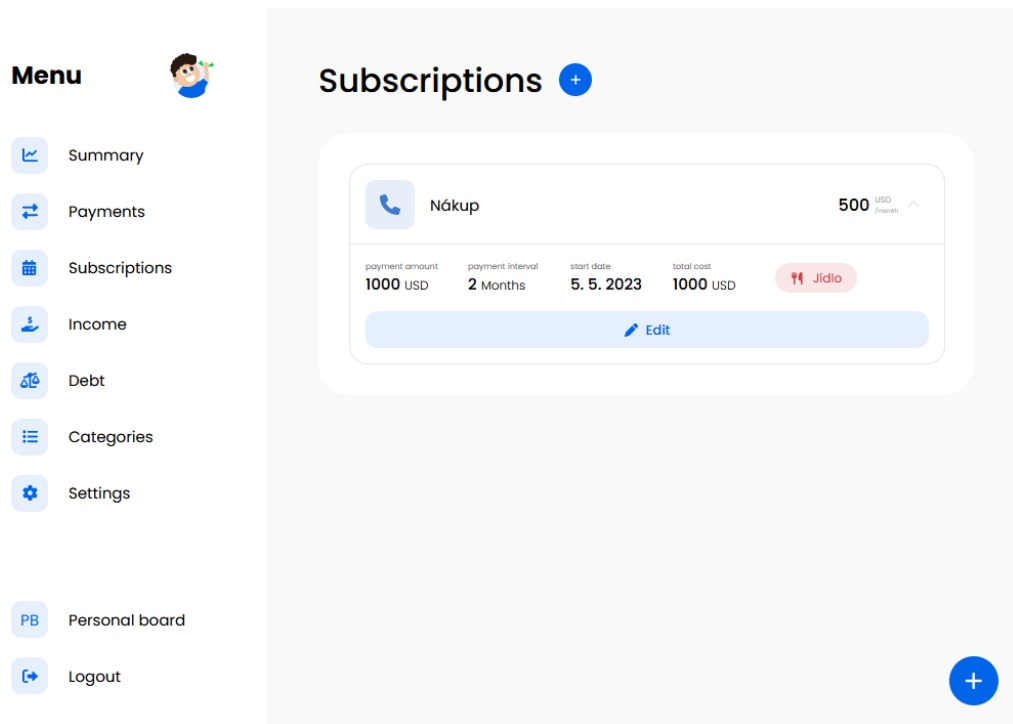 Menu
Summary
Payments
Subscriptions
Income
Debt
Categories
Settings
PB Personal board
Logout
Subscriptions +
Nákup
500 USD /month
payment amount
1000 USD
payment interval
2 Months
start date
5. 5. 2023
total cost
1000 USD
Jídlo
Edit
+